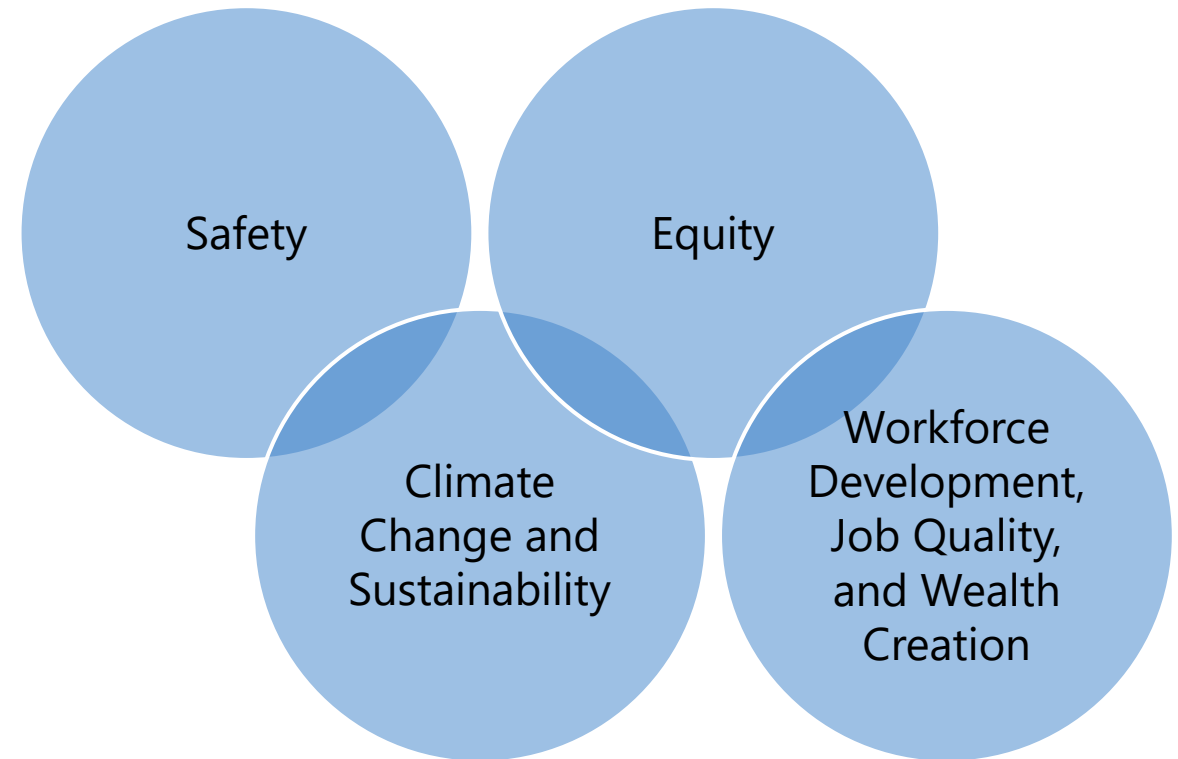 Safety
Equity
Climate
Change and
Sustainability
Workforce
Development,
Job Quality,
and Wealth
Creation